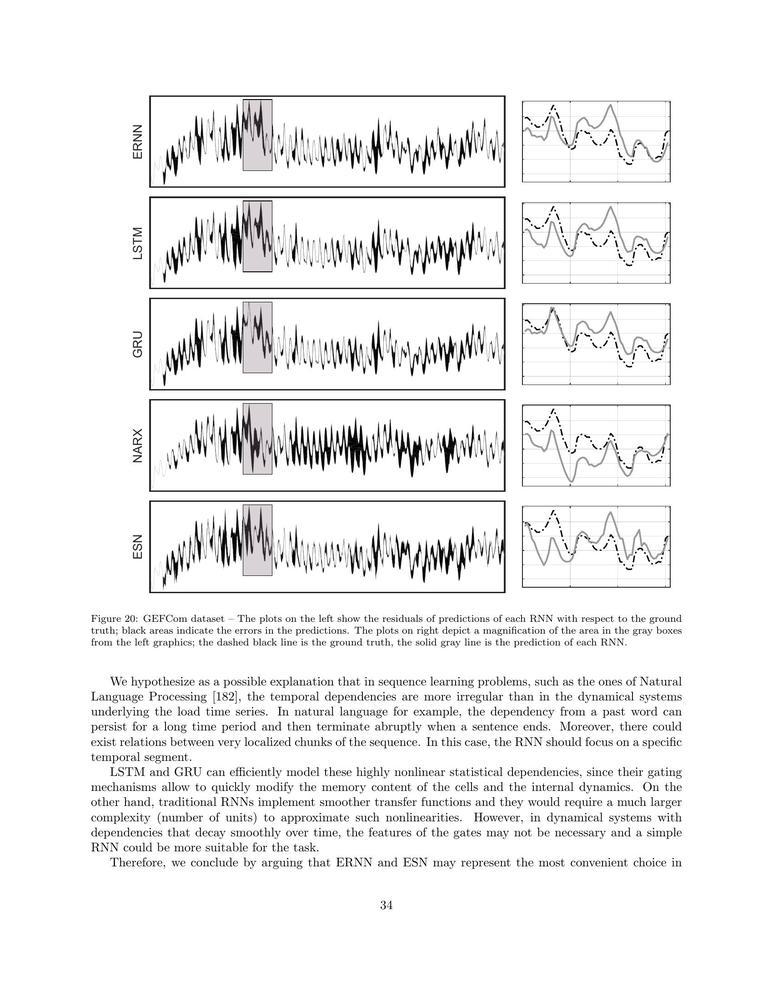 ERNN
LSTM
GRU
NARX
ESN
Figure 20: GEFCom dataset – The plots on the left show the residuals of predictions of each RNN with respect to the ground
truth; black areas indicate the errors in the predictions. The plots on right depict a magnification of the area in the gray boxes
from the left graphics; the dashed black line is the ground truth, the solid gray line is the prediction of each RNN.
We hypothesize as a possible explanation that in sequence learning problems, such as the ones of Natural
Language Processing [182], the temporal dependencies are more irregular than in the dynamical systems
underlying the load time series. In natural language for example, the dependency from a past word can
persist for a long time period and then terminate abruptly when a sentence ends. Moreover, there could
exist relations between very localized chunks of the sequence. In this case, the RNN should focus on a specific
temporal segment.
LSTM and GRU can efficiently model these highly nonlinear statistical dependencies, since their gating
mechanisms allow to quickly modify the memory content of the cells and the internal dynamics. On the
other hand, traditional RNNs implement smoother transfer functions and they would require a much larger
complexity (number of units) to approximate such nonlinearities. However, in dynamical systems with
dependencies that decay smoothly over time, the features of the gates may not be necessary and a simple
RNN could be more suitable for the task.
Therefore, we conclude by arguing that ERNN and ESN may represent the most convenient choice in
34